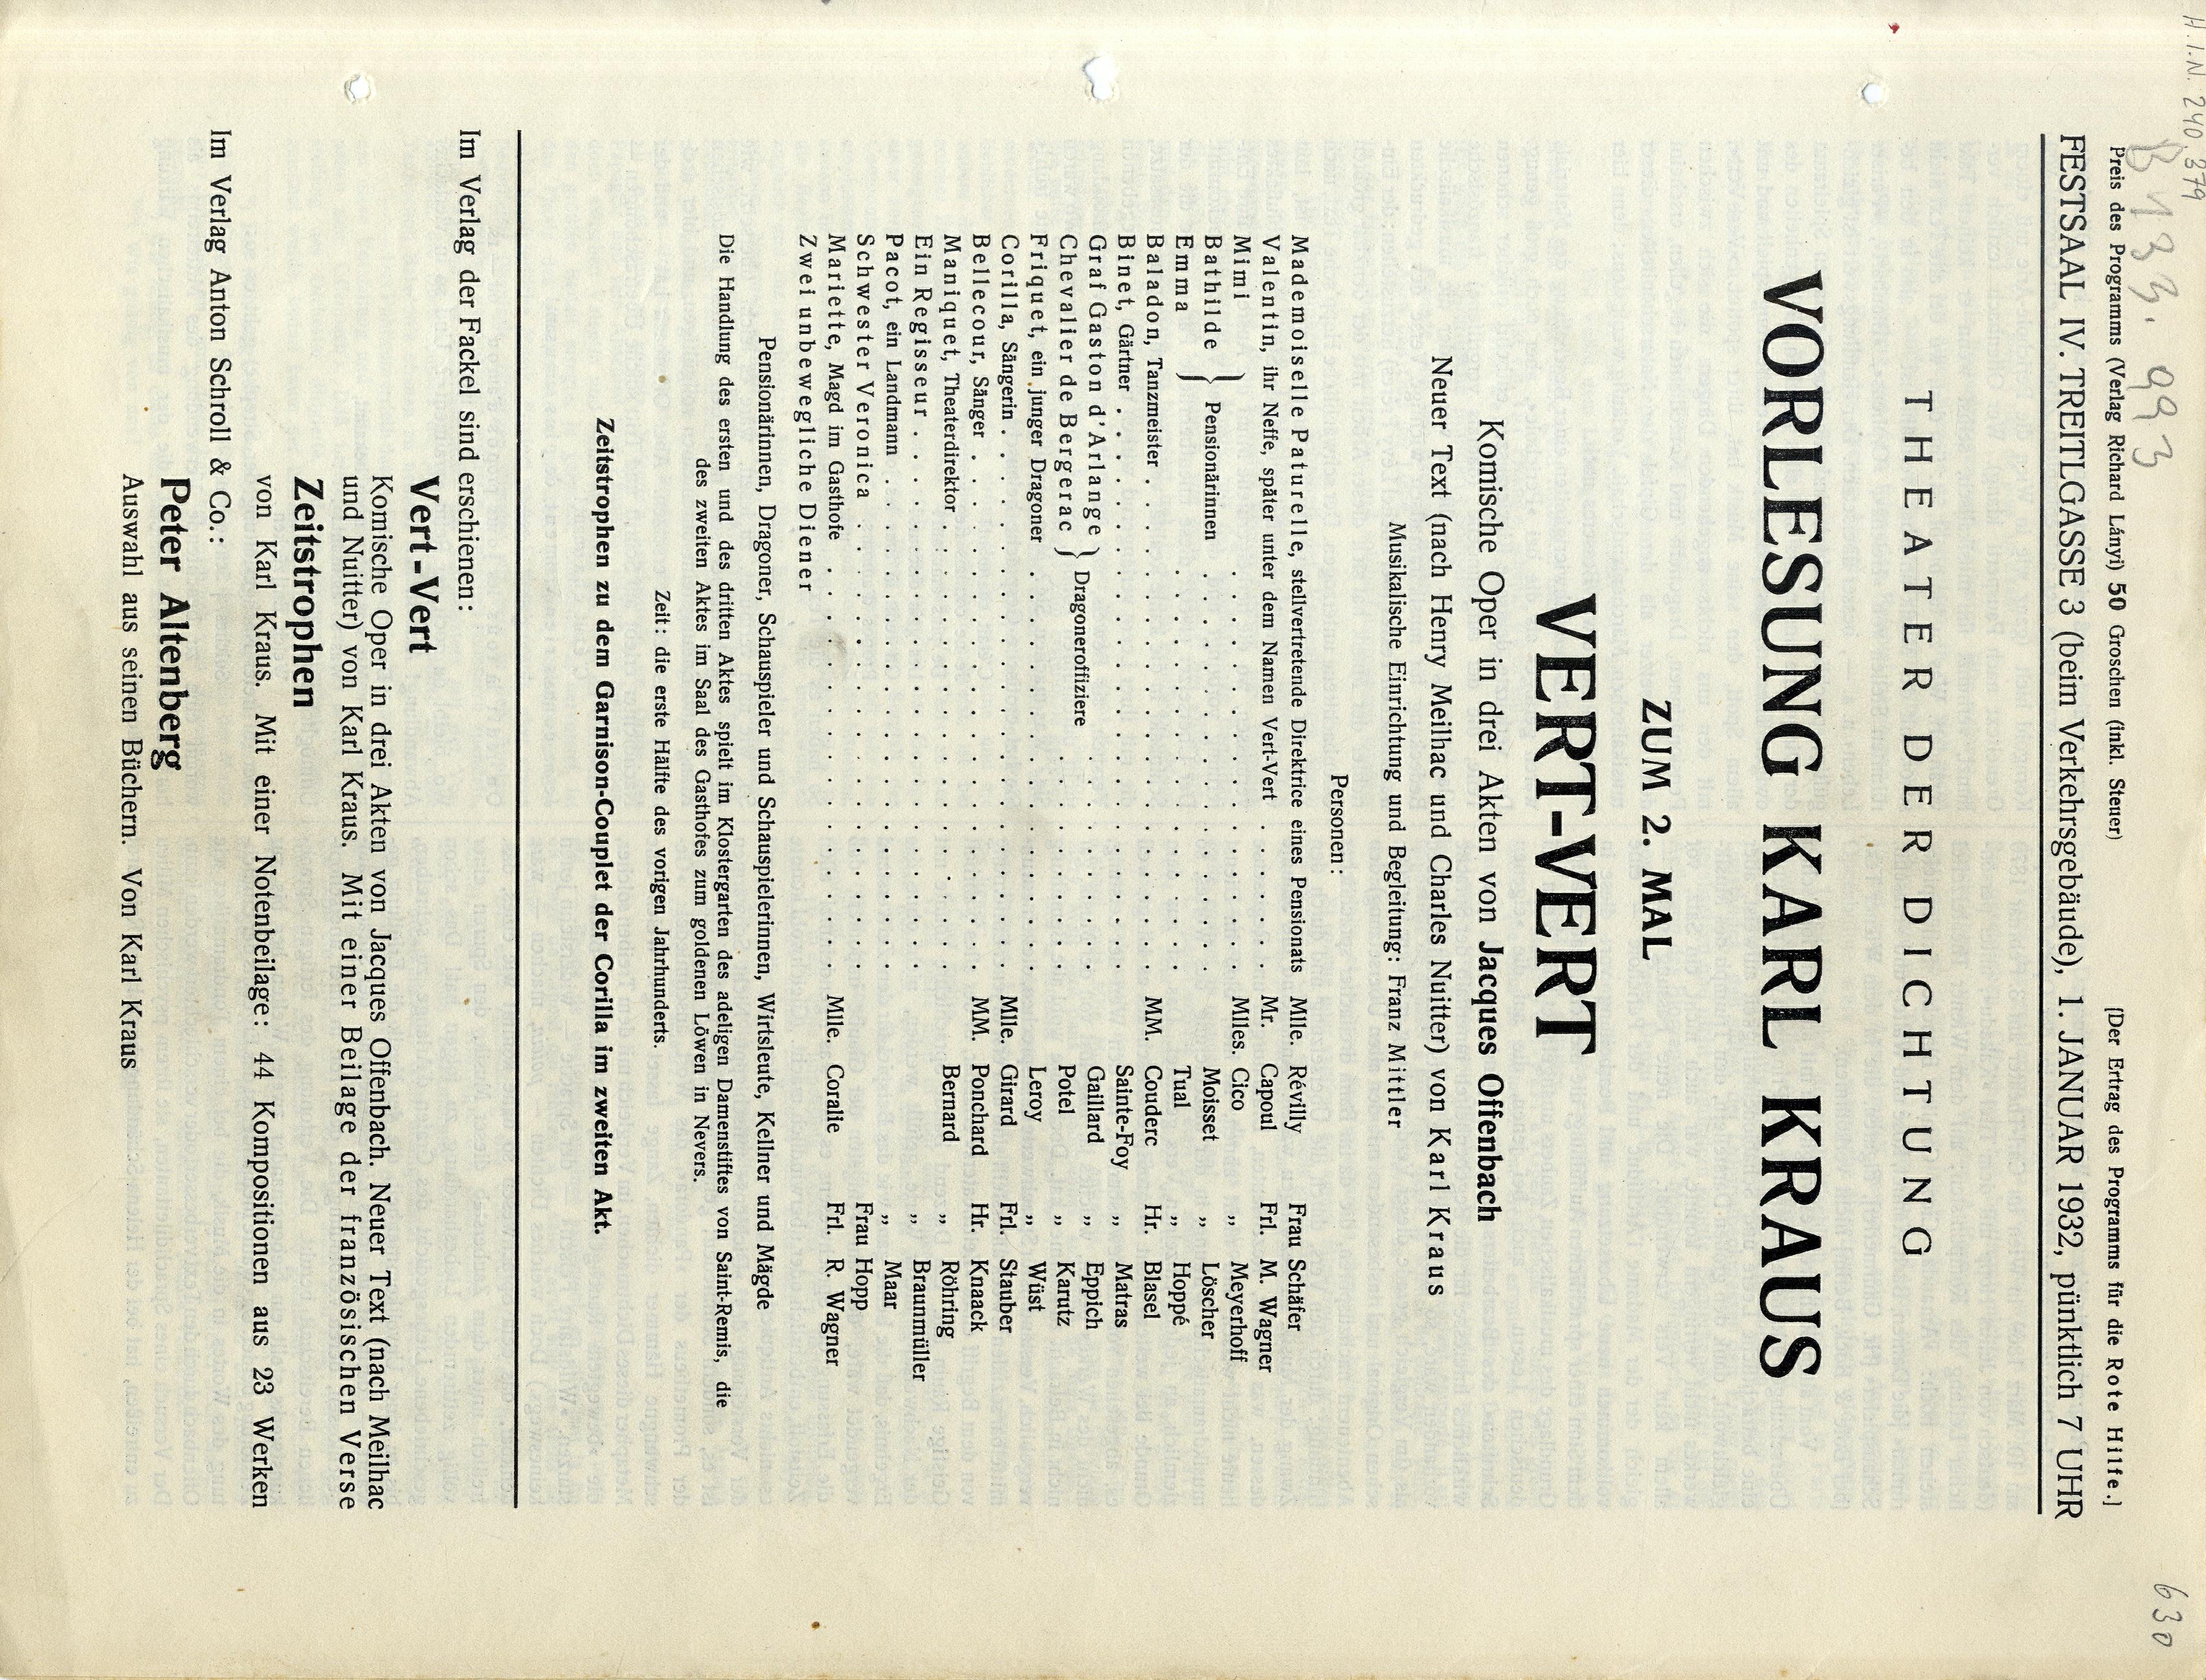 H.I.N. 240.379
B 133.993
630
Preis des Programms (Verlag Richard Lányi) 50 Groschen (inkl. Steuer) [Der Ertrag des Programms für die Rote Hilfe.]
FESTSAAL IV. TREITLGASSE 3 (beim Verkehrsgebäude), 1. JANUAR 1932, pünktlich 7 UHR
THEATER DER DICHTUNG
VORLESUNG KARL KRAUS
ZUM 2. MAL
VERT-VERT
Komische Oper in drei Akten von Jacques Offenbach
Neuer Text (nach Henry Meilhac und Charles Nuitter) von Karl Kraus
Musikalische Einrichtung und Begleitung: Franz Mittler
Personen:
Mademoiselle Paturelle, stellvertretende Direktrice eines Pensionats Mlle. Révilly Frau Schäfer
Valentin, ihr Neffe, später unter dem Namen Vert-Vert . . . . . . Mr. Capoul Frl. M. Wagner
Mimi . . . . . . . . . . . . . . Mlles. Cico „ Meyerhoff
Bathilde } Pensionärinnen . . . . . . . . . . . . . . Moisset „ Löscher
Emma . . . . . . . . . . . . . . Tual „ Hoppé
Baladon, Tanzmeister . . . . . . . . . . . . . . . . . MM. Couderc Hr. Blasel
Binet, Gärtner . . . . . . . . . . . . . . . . . . . . Sainte-Foy „ Matras
Graf Gaston d'Arlange } Dragoneroffiziere . . . . . . . . Gaillard „ Eppich
Chevalier de Bergerac . . . . . . . . Potel „ Karutz
Friquet, ein junger Dragoner . . . . . . . . . . . . . . Leroy „ Wüst
Corilla, Sängerin . . . . . . . . . . . . . . . . . . . Mlle. Girard Frl. Stauber
Bellecour, Sänger . . . . . . . . . . . . . . . . . . MM. Ponchard Hr. Knaack
Maniquet, Theaterdirektor . . . . . . . . . . . . . . . . Bernard „ Röhring
Ein Regisseur . . . . . . . . . . . . . . . . . . . . „ Braunmüller
Pacot, ein Landmann . . . . . . . . . . . . . . . . . . „ Maar
Schwester Veronica . . . . . . . . . . . . . . . . . Frau Hopp
Mariette, Magd im Gasthofe . . . . . . . . . . . . . . . Mlle. Coralie Frl. R. Wagner
Zwei unbewegliche Diener
Pensionärinnen, Dragoner, Schauspieler und Schauspielerinnen, Wirtsleute, Kellner und Mägde
Die Handlung des ersten und des dritten Aktes spielt im Klostergarten des adeligen Damenstiftes von Saint-Remis, die
des zweiten Aktes im Saal des Gasthofes zum goldenen Löwen in Nevers.
Zeit: die erste Hälfte des vorigen Jahrhunderts.
Zeitstrophen zu dem Garnison-Couplet der Corilla im zweiten Akt.
Im Verlag der Fackel sind erschienen:
Vert-Vert
Komische Oper in drei Akten von Jacques Offenbach. Neuer Text (nach Meilhac
und Nuitter) von Karl Kraus. Mit einer Beilage der französischen Verse
Zeitstrophen
von Karl Kraus. Mit einer Notenbeilage: 44 Kompositionen aus 23 Werken
Im Verlag Anton Schroll & Co.:
Peter Altenberg
Auswahl aus seinen Büchern. Von Karl Kraus